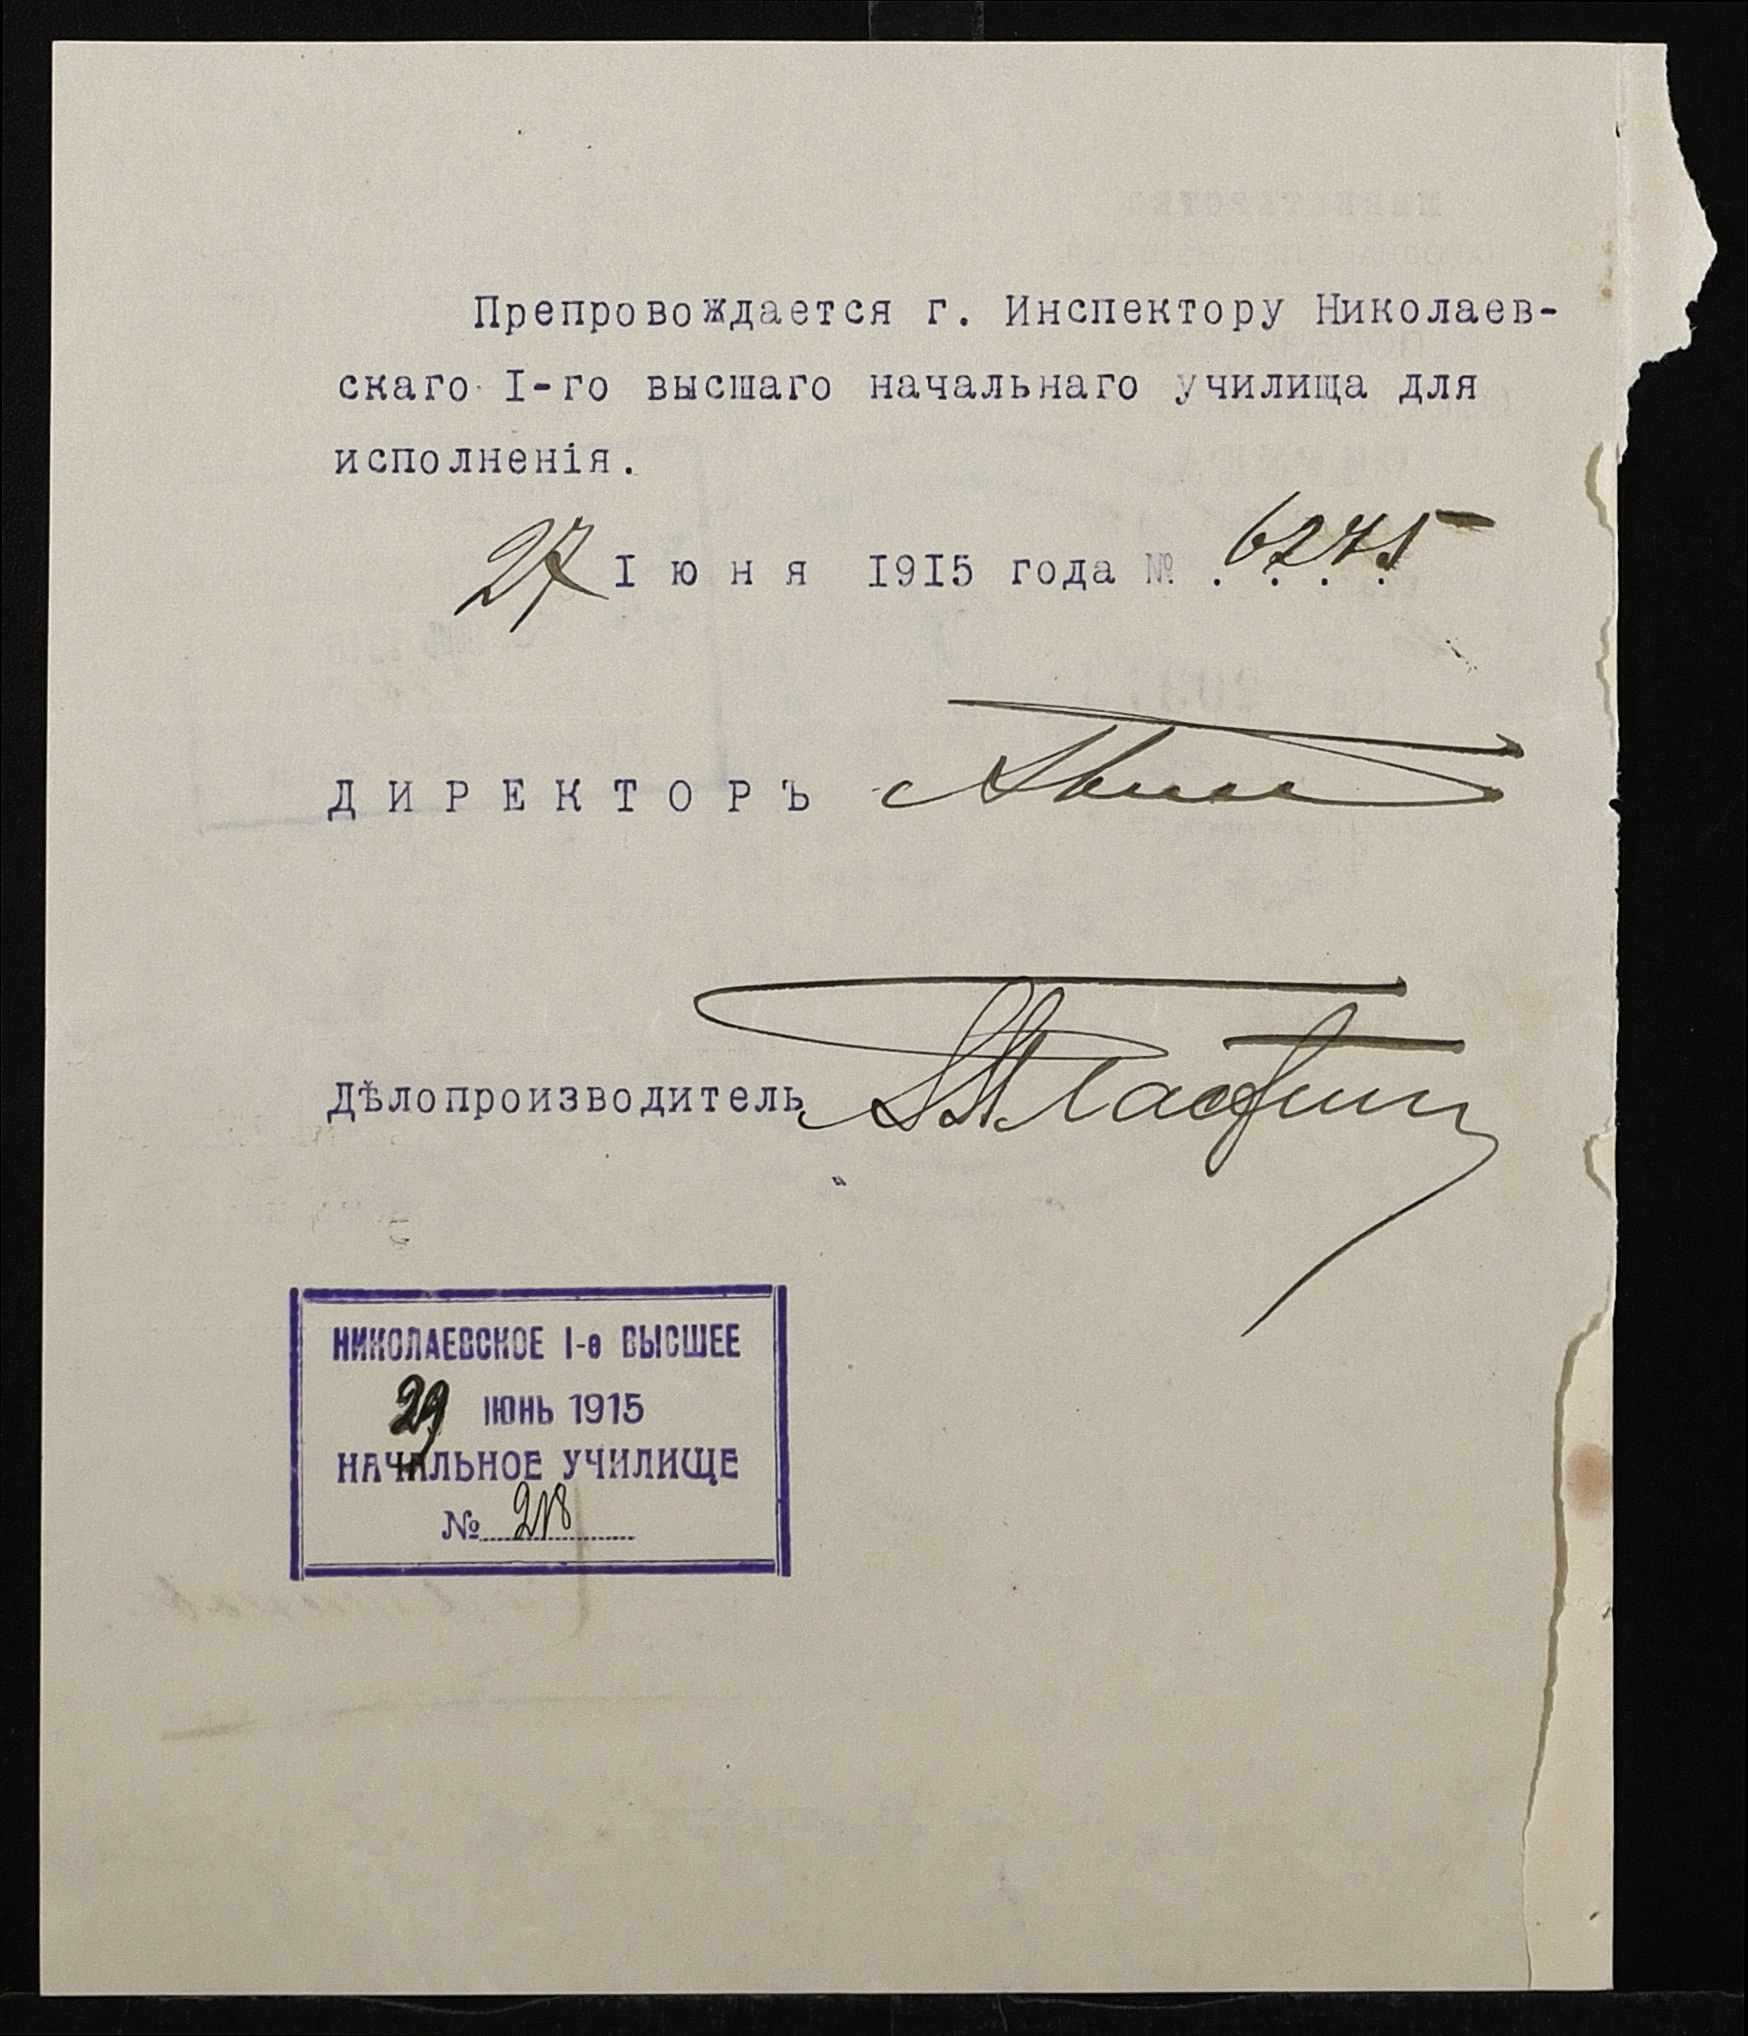 Препровождается г. Инспектору Николаев-
скаго I-го высшаго начальнаго училища для
исполненія.
27 Іюня 1915 года № 6275
ДИРЕКТОРЪ
Дѣлопроизводитель
НИКОЛАЕВСКОЕ I-е ВЫСШЕЕ
29 ІЮНЬ 1915
НАЧАЛЬНОЕ УЧИЛИЩЕ
№ 218